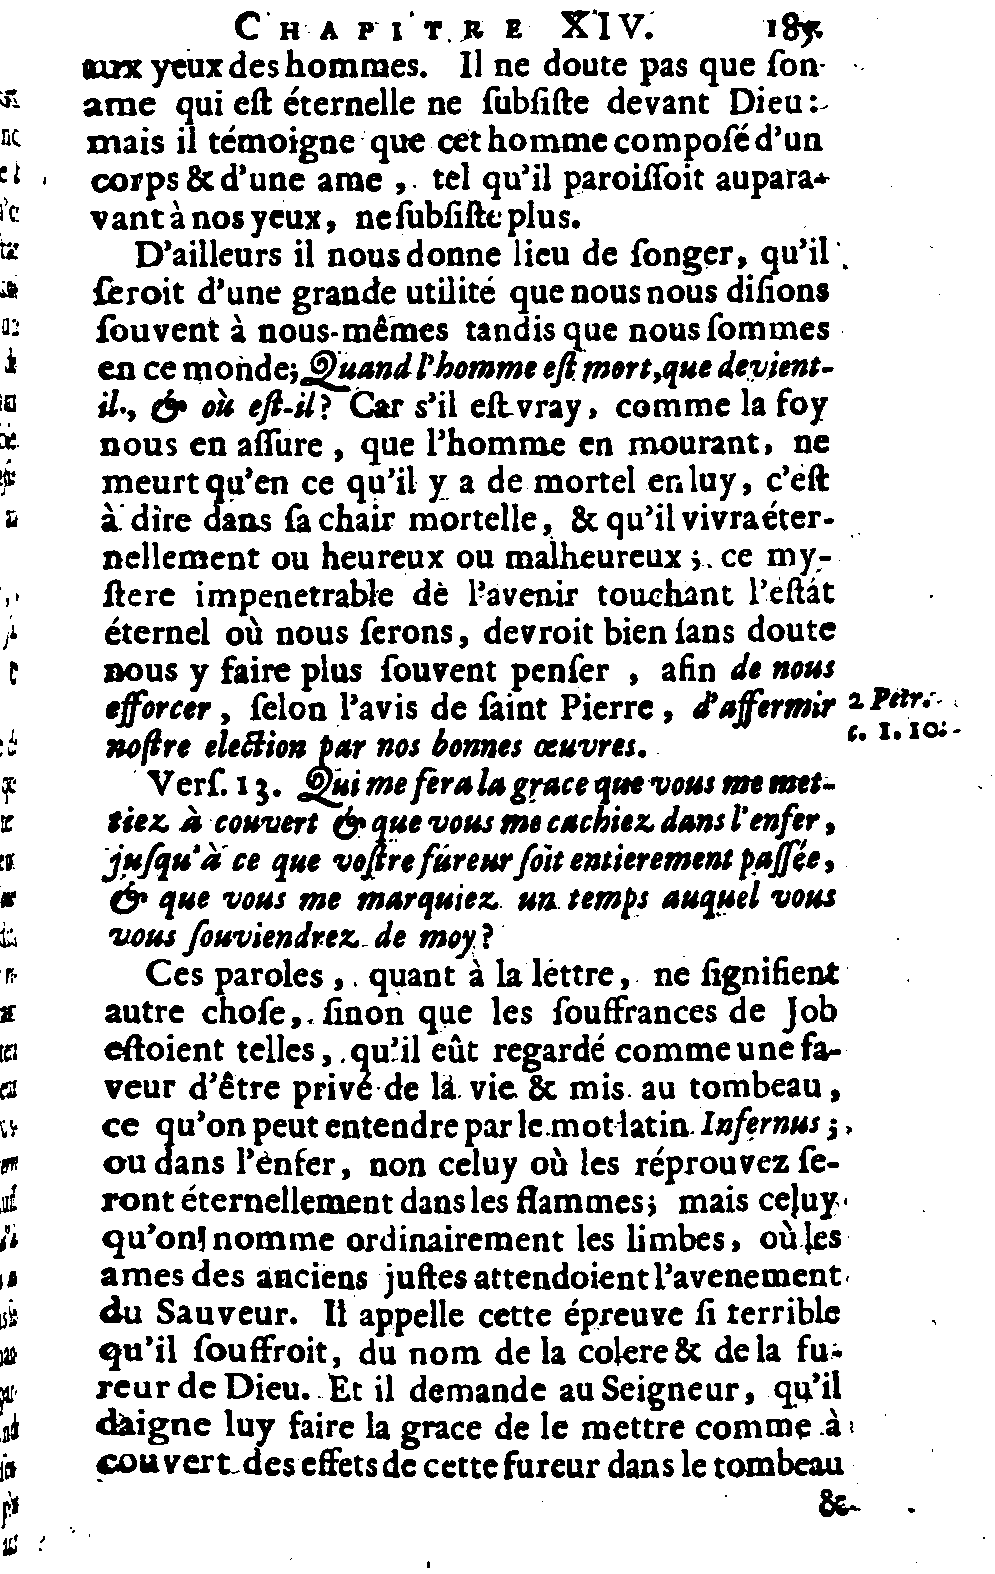 CHAPITRE XIV. 185
aux yeux des hommes. Il ne doute pas que ſon
ame qui eſt éternelle ne ſubſiſte devant Dieu:
mais il témoigne que cet homme compoſé d'un
corps & d'une ame, tel qu'il paroiſſoit aupara-
vant à nos yeux, ne ſubſiſte plus.
D'ailleurs il nous donne lieu de ſonger, qu'il
ſeroit d'une grande utilité que nous nous diſions
ſouvent à nous-mêmes tandis que nous ſommes
en ce monde; Quand l'homme eſt mort, que devient-
il, & où eſt-il? Car s'il eſt vray, comme la foy
nous en aſſure, que l'homme en mourant, ne
meurt qu'en ce qu'il y a de mortel en luy, c'eſt
à dire dans ſa chair mortelle, & qu'il vivra éter-
nellement ou heureux ou malheureux; ce my-
ſtere impenetrable de l'avenir touchant l'eſtat
éternel où nous ſerons, devroit bien ſans doute
nous y faire plus ſouvent penſer, afin de nous
efforcer, ſelon l'avis de ſaint Pierre, d'affermir
2 Petr.
c. 1. 10.
noſtre election par nos bonnes œuvres.
Verſ. 13. Qui me fera la grace que vous me met-
tiez à couvert & que vous me cachiez dans l'enfer,
juſqu'à ce que voſtre fureur ſoit entierement paſſée,
& que vous me marquiez un temps auquel vous
vous ſouviendrez de moy?
Ces paroles, quant à la lettre, ne ſignifient
autre choſe, ſinon que les ſouffrances de Job
eſtoient telles, qu'il eût regardé comme une fa-
veur d'être privé de la vie & mis au tombeau,
ce qu'on peut entendre par le mot latin Infernus;
ou dans l'enfer, non celuy où les réprouvez ſe-
ront éternellement dans les flammes; mais celuy
qu'on nomme ordinairement les limbes, où les
ames des anciens juſtes attendoient l'avenement
du Sauveur. Il appelle cette épreuve ſi terrible
qu'il ſouffroit, du nom de la colere & de la fu-
reur de Dieu. Et il demande au Seigneur, qu'il
daigne luy faire la grace de le mettre comme à
couvert des effets de cette fureur dans le tombeau
&